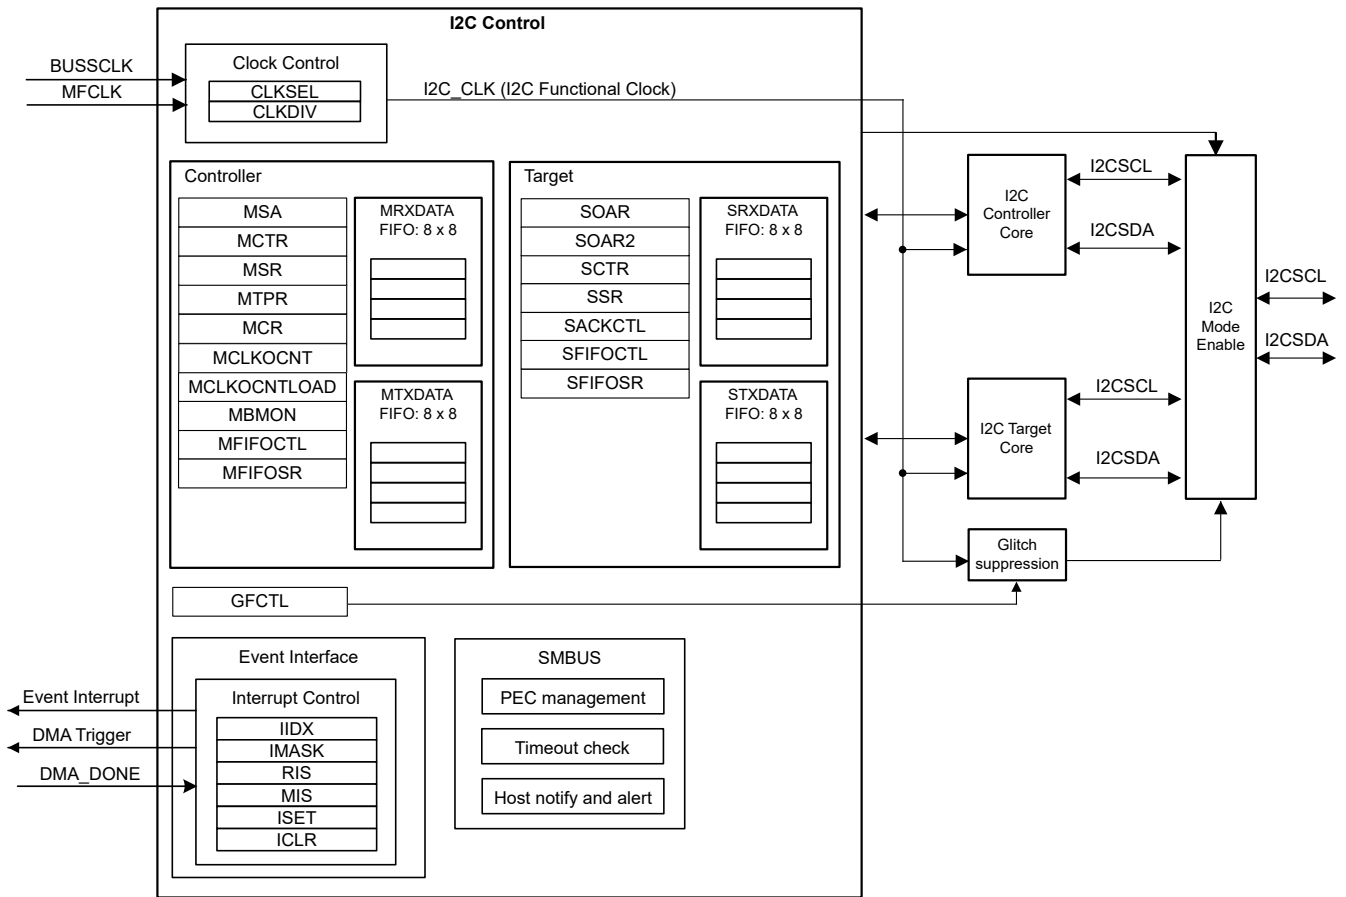 I2C Control
BUSSCLK
MFCLK
Clock Control
CLKSEL
CLKDIV
I2C_CLK (I2C Functional Clock)
Controller
MSA
MCTR
MSR
MTPR
MCR
MCLKOCNT
MCLKOCNTLOAD
MBMON
MFIFOCTL
MFIFOSR
MRXDATA
FIFO: 8 x 8
MTXDATA
FIFO: 8 x 8
Target
SOAR
SOAR2
SCTR
SSR
SACKCTL
SFIFOCTL
SFIFOSR
SRXDATA
FIFO: 8 x 8
STXDATA
FIFO: 8 x 8
I2C
Controller
Core
I2CSCL
I2CSDA
I2C Target
Core
I2CSCL
I2CSDA
I2C
Mode
Enable
I2CSCL
I2CSDA
Glitch
suppression
GFCTL
Event Interface
Interrupt Control
IIDX
IMASK
RIS
MIS
ISET
ICLR
Event Interrupt
DMA Trigger
DMA_DONE
SMBUS
PEC management
Timeout check
Host notify and alert